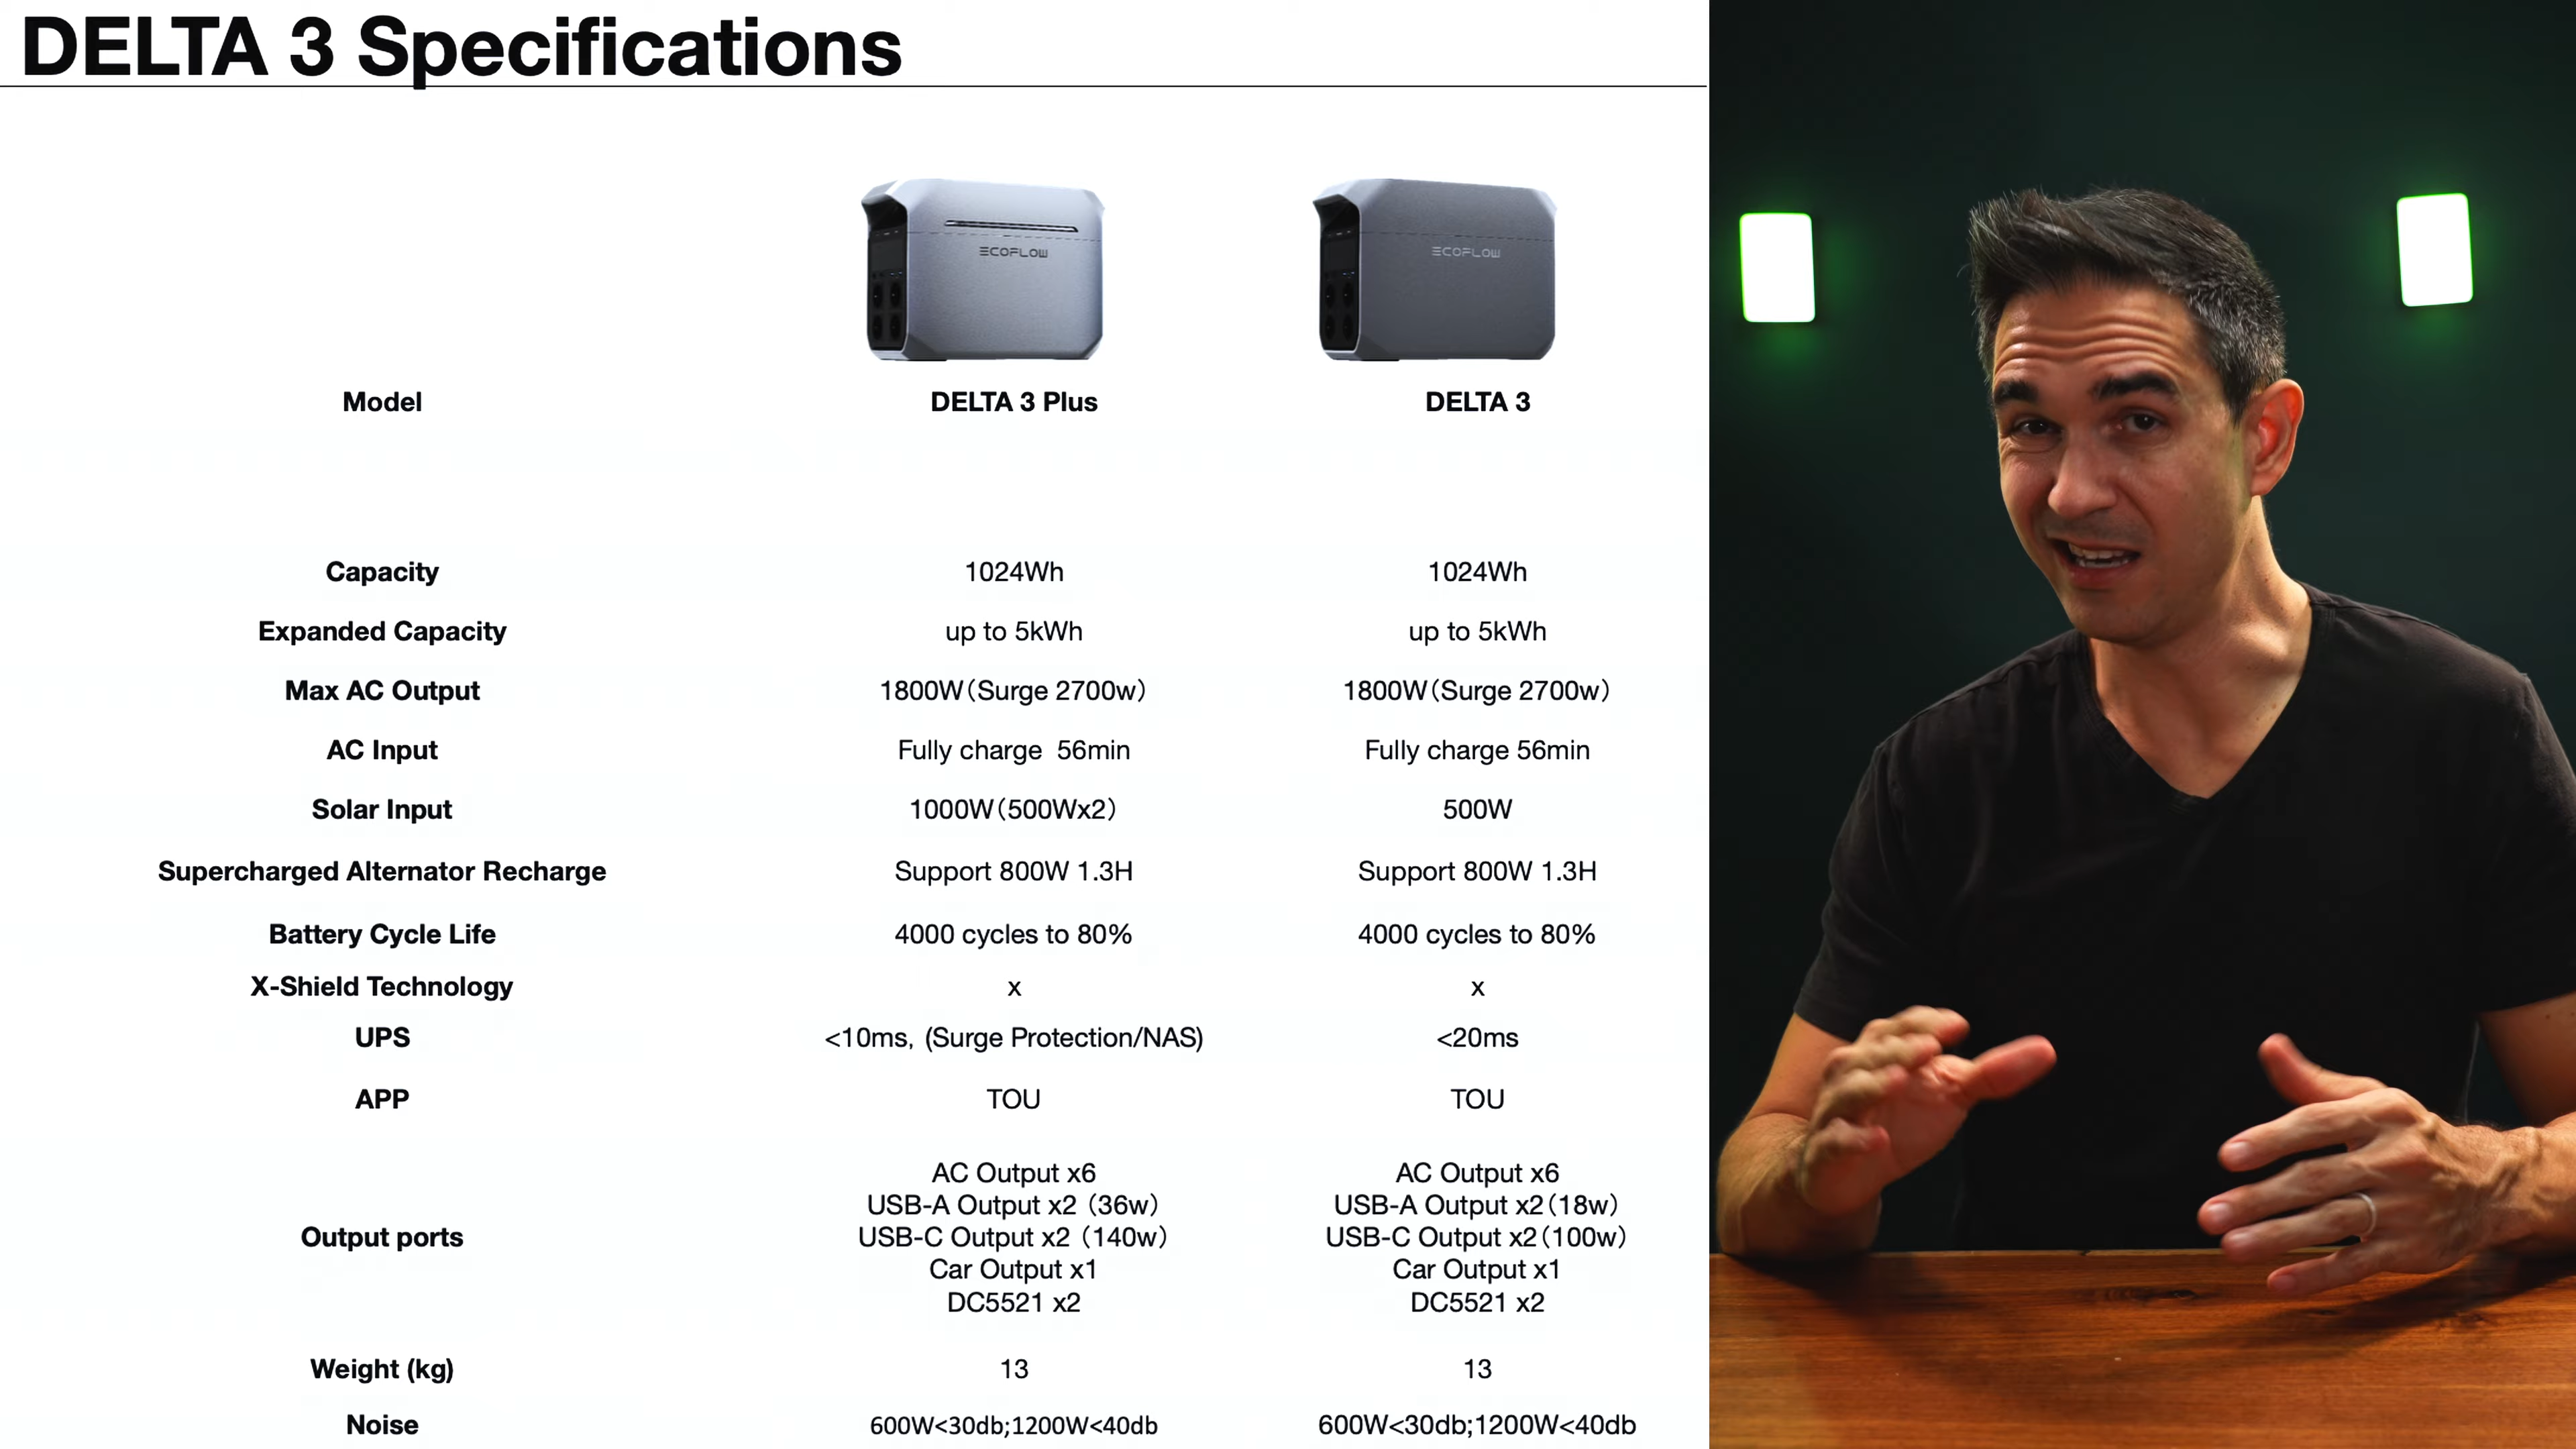 DELTA 3 Specifications
ECOFLOW ECOFLOW
Model DELTA 3 Plus DELTA 3
Capacity 1024Wh 1024Wh
Expanded Capacity up to 5kWh up to 5kWh
Max AC Output 1800W（Surge 2700w） 1800W（Surge 2700w）
AC Input Fully charge 56min Fully charge 56min
Solar Input 1000W（500Wx2） 500W
Supercharged Alternator Recharge Support 800W 1.3H Support 800W 1.3H
Battery Cycle Life 4000 cycles to 80% 4000 cycles to 80%
X-Shield Technology x x
UPS <10ms, (Surge Protection/NAS) <20ms
APP TOU TOU
AC Output x6 AC Output x6
USB-A Output x2（36w） USB-A Output x2（18w）
Output ports USB-C Output x2（140w） USB-C Output x2（100w）
Car Output x1 Car Output x1
DC5521 x2 DC5521 x2
Weight (kg) 13 13
Noise 600W<30db;1200W<40db 600W<30db;1200W<40db